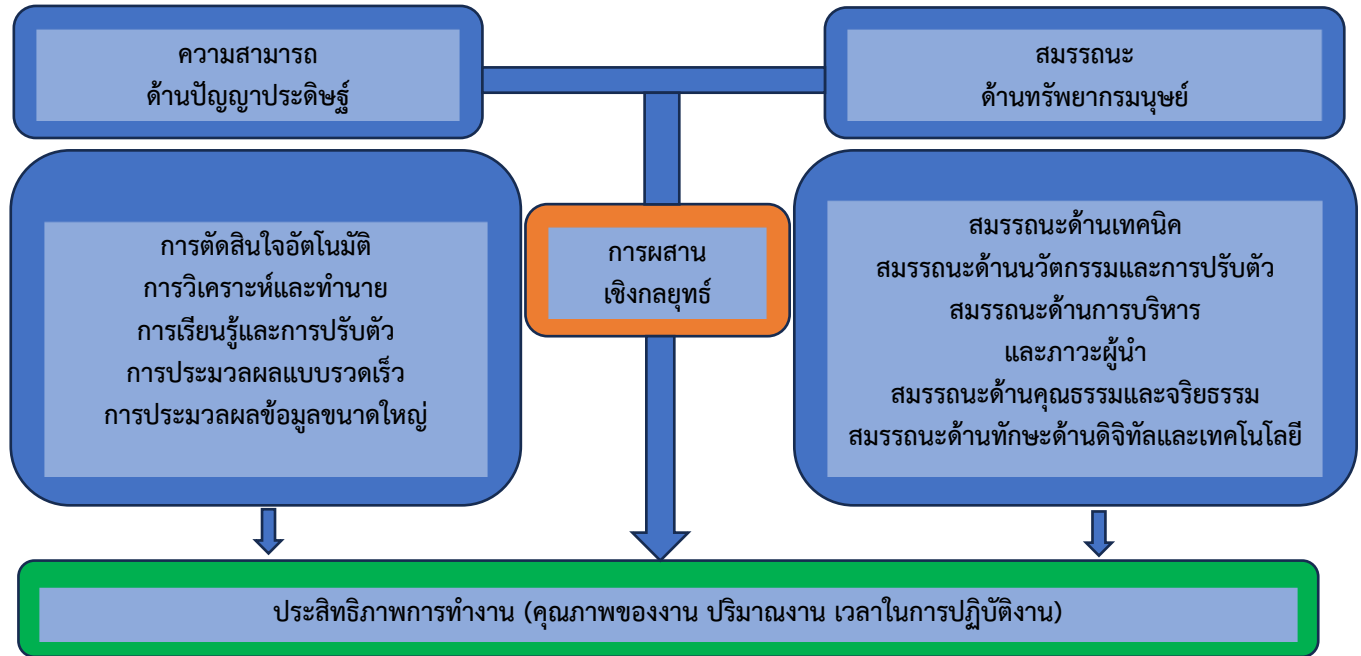 ความสามารถ
ด้านปัญญาประดิษฐ์
สมรรถนะ
ด้านทรัพยากรมนุษย์
การตัดสินใจอัตโนมัติ
การวิเคราะห์และทำนาย
การเรียนรู้และการปรับตัว
การประมวลผลแบบรวดเร็ว
การประมวลผลข้อมูลขนาดใหญ่
การผสาน
เชิงกลยุทธ์
สมรรถนะด้านเทคนิค
สมรรถนะด้านนวัตกรรมและการปรับตัว
สมรรถนะด้านการบริหาร
และภาวะผู้นำ
สมรรถนะด้านคุณธรรมและจริยธรรม
สมรรถนะด้านทักษะด้านดิจิทัลและเทคโนโลยี
ประสิทธิภาพการทำงาน (คุณภาพของงาน ปริมาณงาน เวลาในการปฏิบัติงาน)